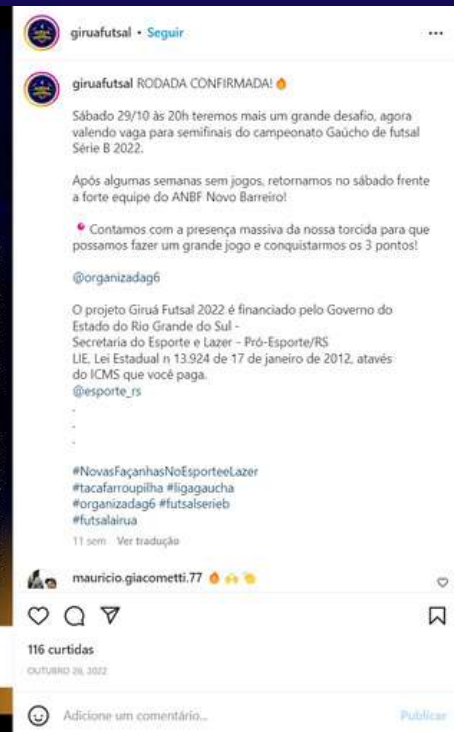 giruafutsal • Seguir
giruafutsal RODADA CONFIRMADA! 🔥
Sábado 29/10 às 20h teremos mais um grande desafio, agora
valendo vaga para semifinais do campeonato Gaúcho de futsal
Série B 2022.
Após algumas semanas sem jogos, retornamos no sábado frente
a forte equipe do ANBF Novo Barreiro!
📍 Contamos com a presença massiva da nossa torcida para que
possamos fazer um grande jogo e conquistarmos os 3 pontos!
@organizadag6
O projeto Giruá Futsal 2022 é financiado pelo Governo do
Estado do Rio Grande do Sul -
Secretaria do Esporte e Lazer - Pró-Esporte/RS
LIE, Lei Estadual n 13.924 de 17 de janeiro de 2012, atavés
do ICMS que você paga.
@esporte_rs
.
.
.
#NovasFaçanhasNoEsporteeLazer
#tacafarroupilha #ligagaucha
#organizadag6 #futsalserieb
#futsalairua
11 sem Ver tradução
mauricio.giacometti.77 🔥🙌👏
116 curtidas
OUTUBRO 26, 2022
Adicione um comentário...
Publicar